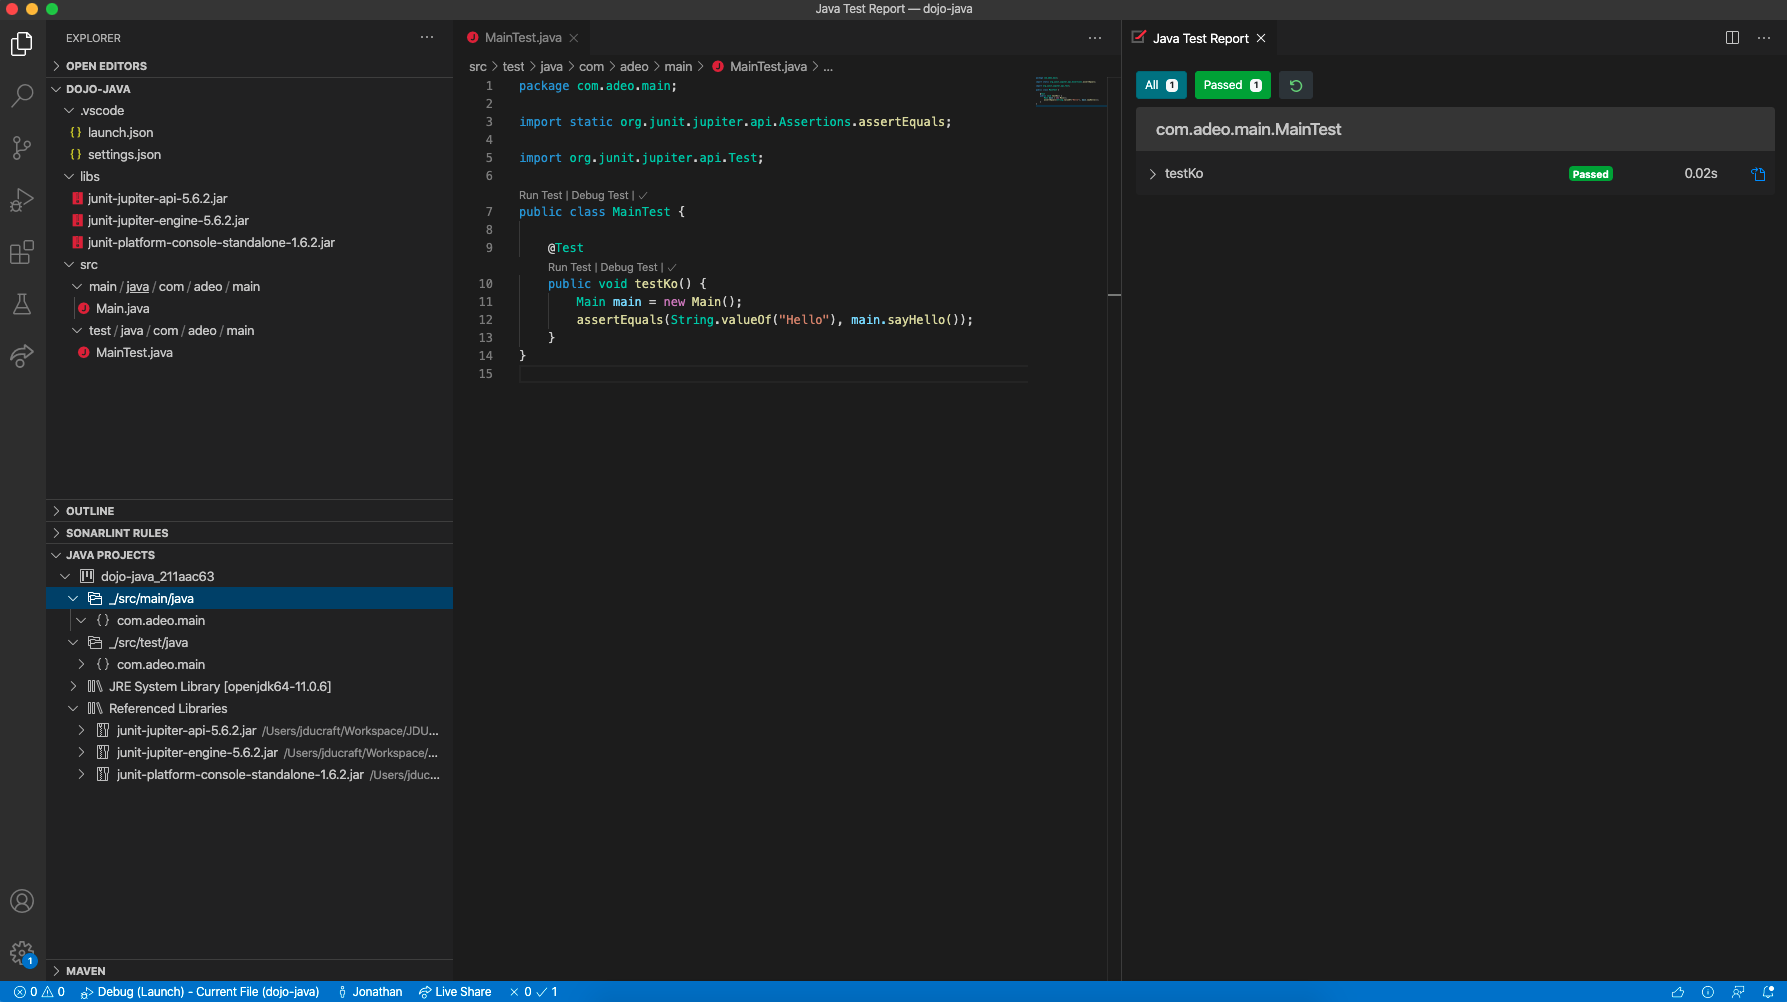 Java Test Report — dojo-java
EXPLORER
OPEN EDITORS
DOJO-JAVA
.vscode
launch.json
settings.json
libs
junit-jupiter-api-5.6.2.jar
junit-jupiter-engine-5.6.2.jar
junit-platform-console-standalone-1.6.2.jar
src
main / java / com / adeo / main
Main.java
test / java / com / adeo / main
MainTest.java
OUTLINE
SONARLINT RULES
JAVA PROJECTS
dojo-java_211aac63
_/src/main/java
{} com.adeo.main
_/src/test/java
{} com.adeo.main
JRE System Library [openjdk64-11.0.6]
Referenced Libraries
junit-jupiter-api-5.6.2.jar /Users/jducraft/Workspace/JDU...
junit-jupiter-engine-5.6.2.jar /Users/jducraft/Workspace/...
junit-platform-console-standalone-1.6.2.jar /Users/jduc...
MAVEN
MainTest.java
src > test > java > com > adeo > main > MainTest.java > ...
1 package com.adeo.main;
2
3 import static org.junit.jupiter.api.Assertions.assertEquals;
4
5 import org.junit.jupiter.api.Test;
6
Run Test | Debug Test | ✓
7 public class MainTest {
8
9 @Test
Run Test | Debug Test | ✓
10 public void testKo() {
11 Main main = new Main();
12 assertEquals(String.valueOf("Hello"), main.sayHello());
13 }
14 }
15
Java Test Report
All 1 Passed 1
com.adeo.main.MainTest
testKo Passed 0.02s
1
0 0 Debug (Launch) - Current File (dojo-java) Jonathan Live Share × 0 ✓ 1